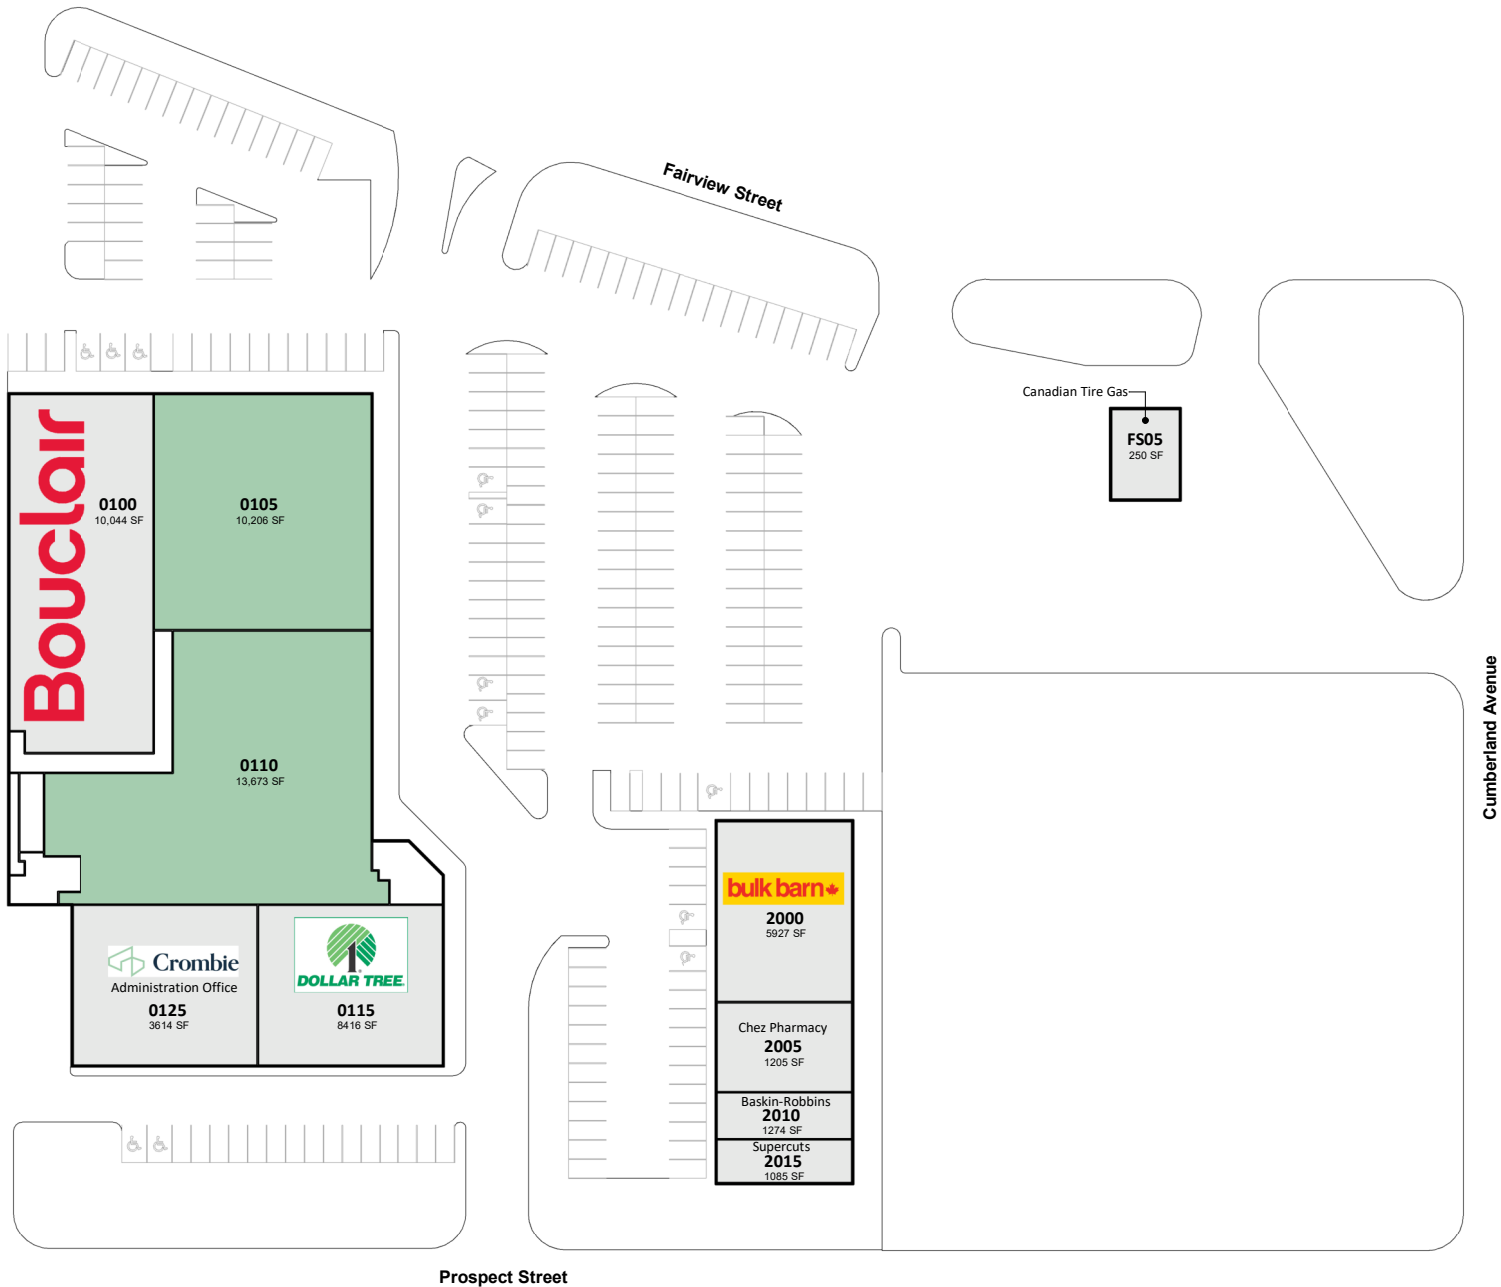 Fairview Street
Canadian Tire Gas
FS05
250 SF
Bouclair
0100
10,044 SF
0105
10,206 SF
Cumberland Avenue
0110
13,673 SF
bulk barn
2000
5927 SF
Crombie
Administration Office
0125
3614 SF
1
DOLLAR TREE
0115
8416 SF
Chez Pharmacy
2005
1205 SF
Baskin-Robbins
2010
1274 SF
Supercuts
2015
1085 SF
Prospect Street